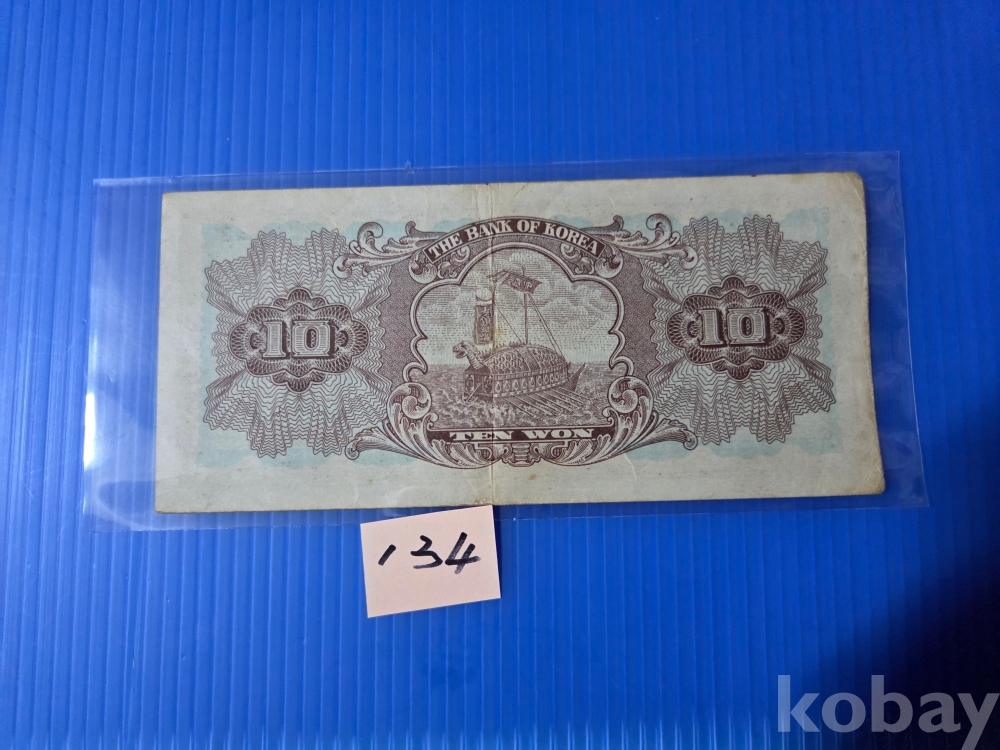 THE BANK OF KOREA
10
10
TEN WON
134
kobay